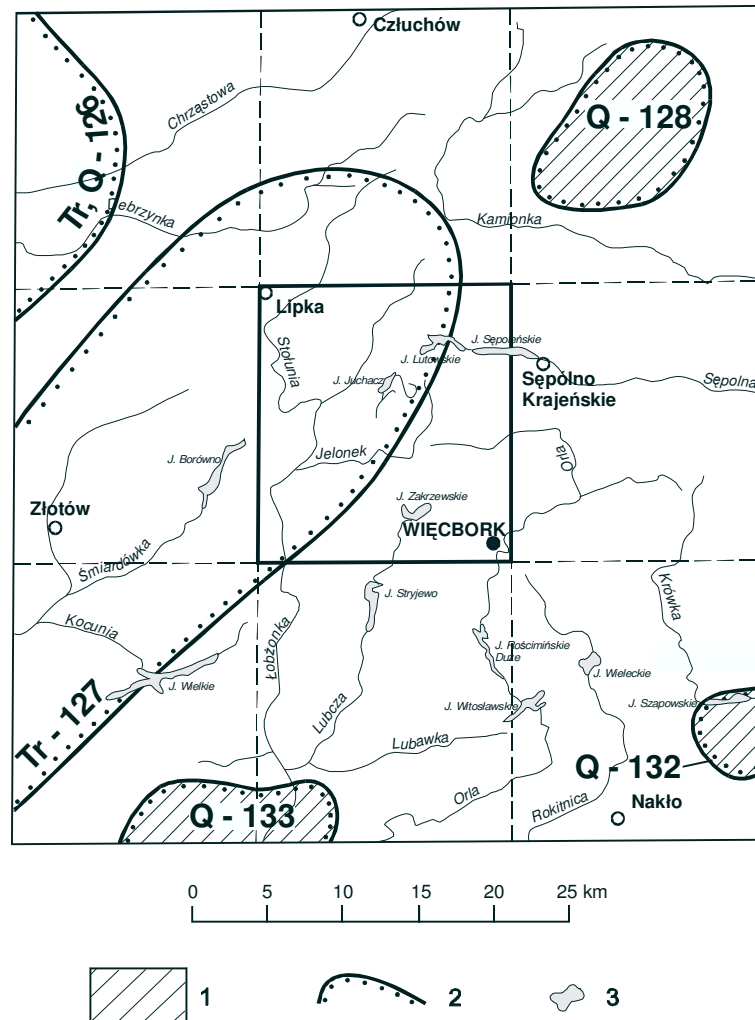 Człuchów
Chrząstowa
Q - 128
Tr, Q - 126
Debrzynka
Kamionka
Lipka
Stołunia
J. Sępoleńskie
J. Lutowskie
J. Juchacz
Sępólno
Krajeńskie
Sępolna
Jelonek
J. Borówno
Orla
Złotów
J. Zakrzewskie
WIĘCBORK
Śmiardówka
Krówka
J. Stryjewo
Kocunia
Łobżonka
J. Rościmińskie
Duże
J. Wieleckie
J. Wielkie
Lubcza
J. Witosławskie
J. Szapowskie
Tr - 127
Lubawka
Q - 132
Q - 133
Orla
Rokitnica
Nakło
0 5 10 15 20 25 km
1 2 3